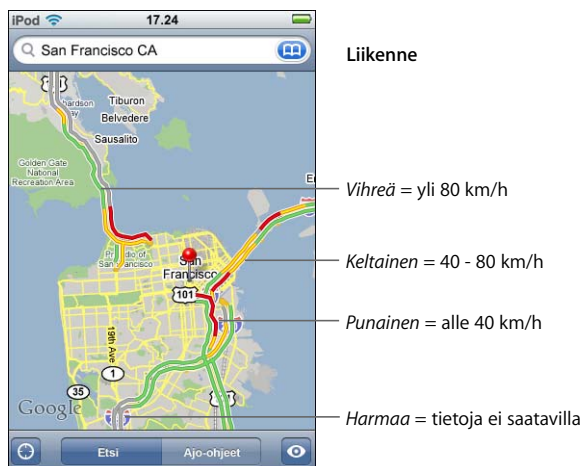 iPod 17.24
San Francisco CA
Liikenne
Tiburon
Belvedere
Sausalito
Golden Gate
National
Recreation Area
Vihreä = yli 80 km/h
San Francisco
San
Francisco
Keltainen = 40 - 80 km/h
101
Punainen = alle 40 km/h
19th Ave
1
35
Google
Harmaa = tietoja ei saatavilla
Etsi Ajo-ohjeet